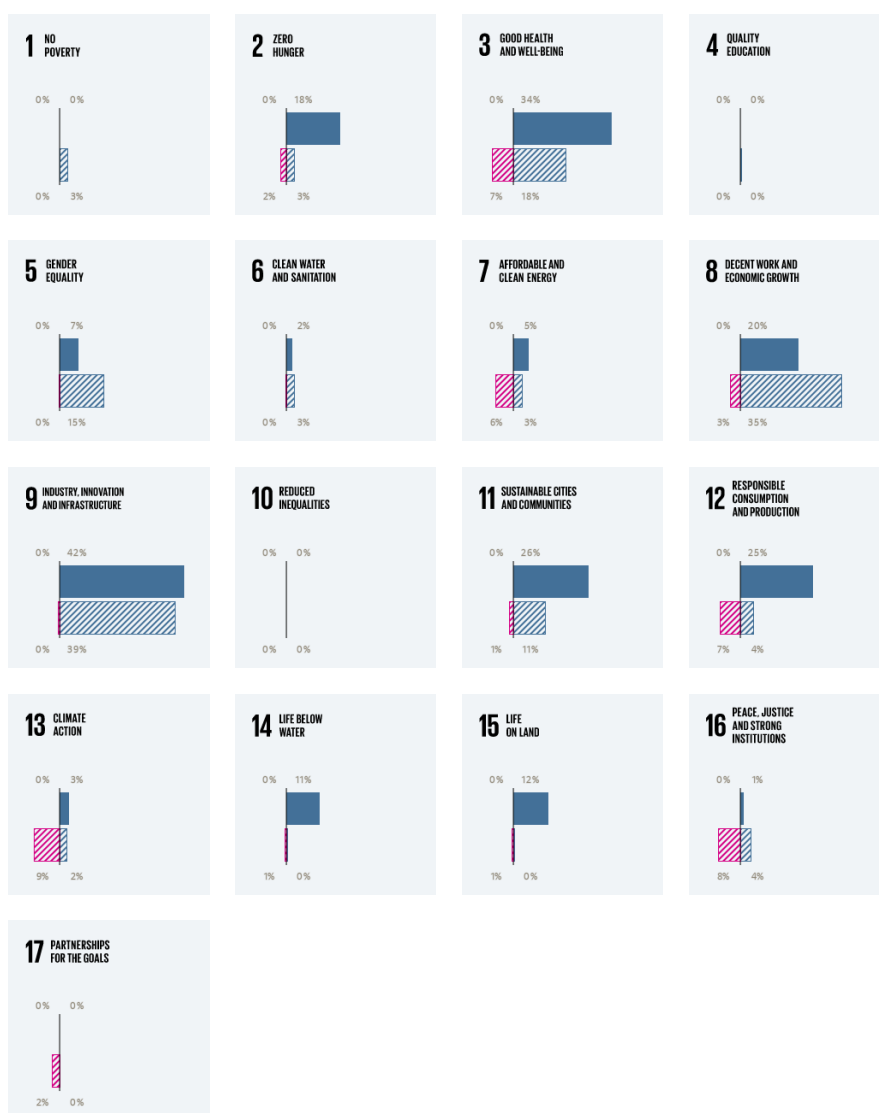 1 NO
POVERTY
0% 0%
0% 3%
2 ZERO
HUNGER
0% 18%
2% 3%
3 GOOD HEALTH
AND WELL-BEING
0% 34%
7% 18%
4 QUALITY
EDUCATION
0% 0%
0% 0%
5 GENDER
EQUALITY
0% 7%
0% 15%
6 CLEAN WATER
AND SANITATION
0% 2%
0% 3%
7 AFFORDABLE AND
CLEAN ENERGY
0% 5%
6% 3%
8 DECENT WORK AND
ECONOMIC GROWTH
0% 20%
3% 35%
9 INDUSTRY, INNOVATION
AND INFRASTRUCTURE
0% 42%
0% 39%
10 REDUCED
INEQUALITIES
0% 0%
0% 0%
11 SUSTAINABLE CITIES
AND COMMUNITIES
0% 26%
1% 11%
12 RESPONSIBLE
CONSUMPTION
AND PRODUCTION
0% 25%
7% 4%
13 CLIMATE
ACTION
0% 3%
9% 2%
14 LIFE BELOW
WATER
0% 11%
1% 0%
15 LIFE
ON LAND
0% 12%
1% 0%
16 PEACE, JUSTICE
AND STRONG
INSTITUTIONS
0% 1%
8% 4%
17 PARTNERSHIPS
FOR THE GOALS
0% 0%
2% 0%